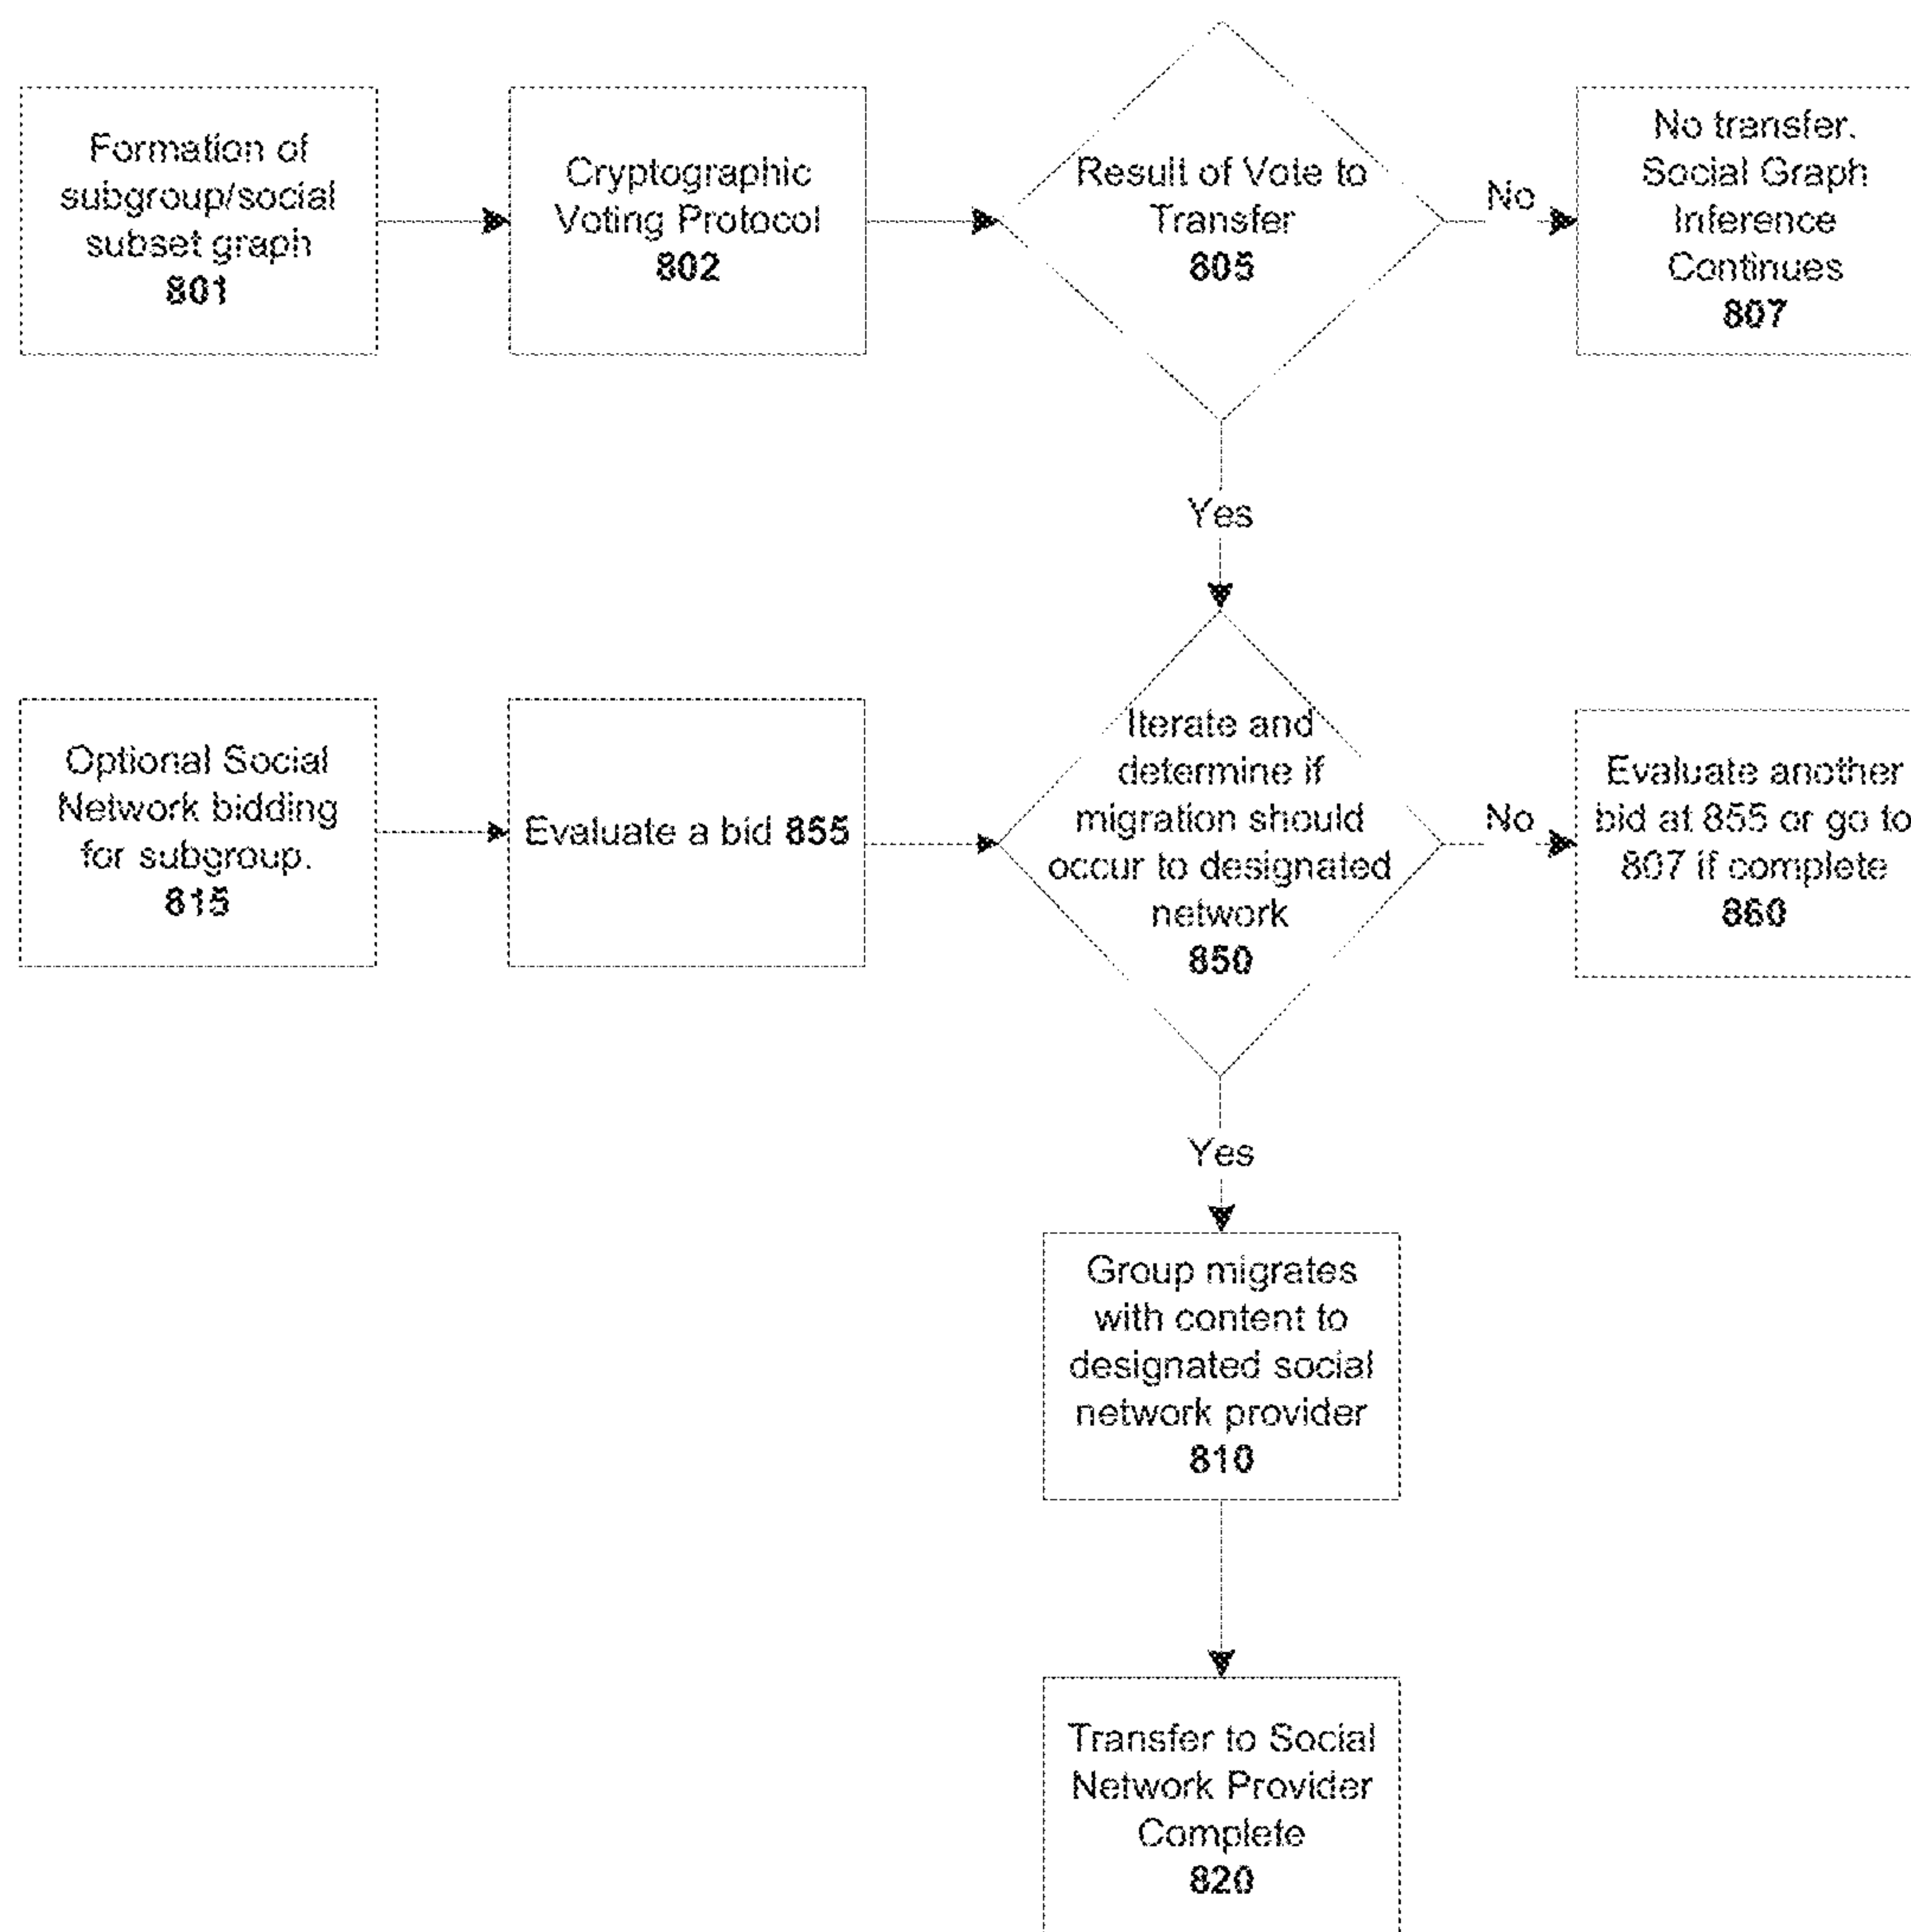 Formation of
subgroup/social
subset graph
801
Cryptographic
Voting Protocol
802
Result of Vote to
Transfer
805
No
No transfer.
Social Graph
Inference
Continues
807
Yes
Optional Social
Network bidding
for subgroup.
815
Evaluate a bid 855
Iterate and
determine if
migration should
occur to designated
network
850
No
Evaluate another
bid at 855 or go to
807 if complete
860
Yes
Group migrates
with content to
designated social
network provider
810
Transfer to Social
Network Provider
Complete
820